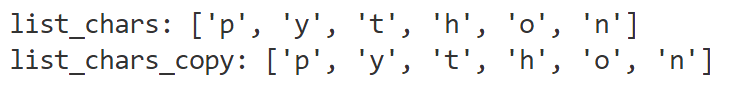 list_chars: ['p', 'y', 't', 'h', 'o', 'n']
list_chars_copy: ['p', 'y', 't', 'h', 'o', 'n']